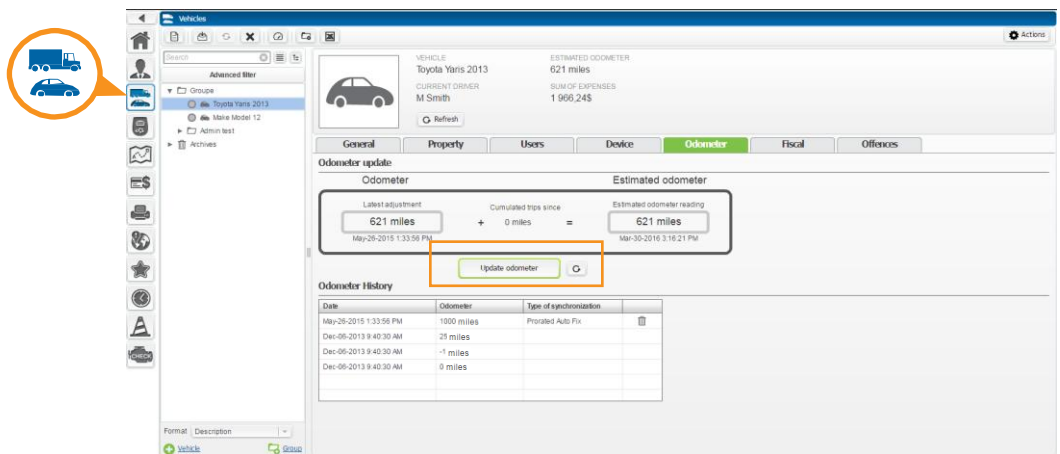 Vehicles
Actions
Search
Advanced filter
Groupe
Toyota Yaris 2013
Make Model 12
Admin test
Archives
Format Description
Vehicle Group
VEHICLE
Toyota Yaris 2013
ESTIMATED ODOMETER
621 miles
CURRENT DRIVER
M Smith
SUM OF EXPENSES
1 966,24$
Refresh
General Property Users Device Odometer Fiscal Offences
Odometer update
Odometer Estimated odometer
Latest adjustment Cumulated trips since Estimated odometer reading
621 miles + 0 miles = 621 miles
May-26-2015 1:33:56 PM Mar-30-2016 3:16:21 PM
Update odometer
Odometer History
Date Odometer Type of synchronization
May-26-2015 1:33:56 PM 1000 miles Prorated Auto Fix
Dec-06-2013 9:40:30 AM 25 miles
Dec-06-2013 9:40:30 AM -1 miles
Dec-06-2013 9:40:30 AM 0 miles
CHECK